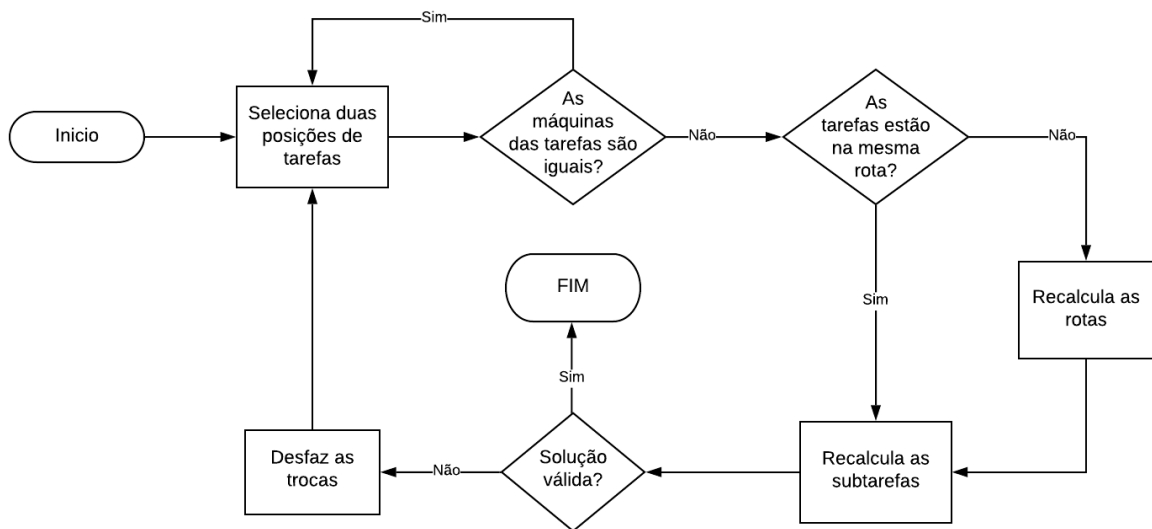 Sim
Inicio
Seleciona duas
posições de
tarefas
As
máquinas
das tarefas são
iguais?
Não
As
tarefas estão
na mesma
rota?
Não
FIM
Sim
Recalcula as
rotas
Sim
Desfaz as
trocas
Não
Solução
válida?
Recalcula as
subtarefas